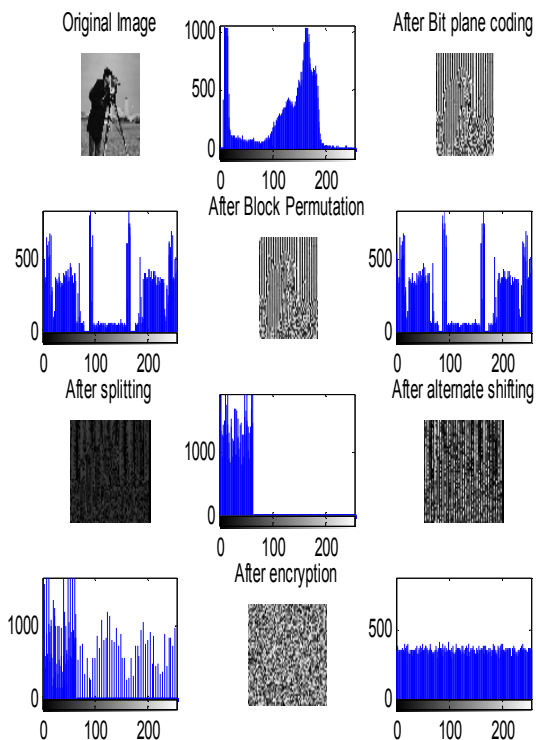 Original Image
1000
500
0
0 100 200
After Bit plane coding
500
0
0 100 200
After Block Permutation
500
0
0 100 200
After splitting
1000
0
0 100 200
After alternate shifting
1000
0
0 100 200
After encryption
500
0
0 100 200